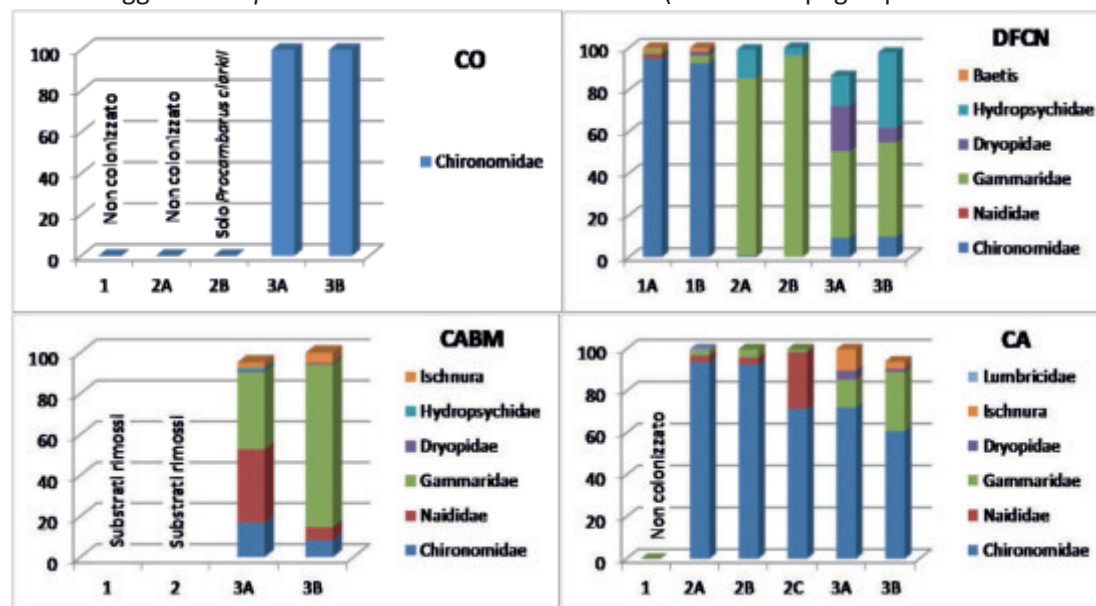 CO
100
80
60
40
20
0
Non colonizzato
Non colonizzato
Solo Procambarus clarkii
1 2A 2B 3A 3B
Chironomidae
DFCN
100
80
60
40
20
0
1A 1B 2A 2B 3A 3B
Baetis
Hydropsychidae
Dryopidae
Gammaridae
Naididae
Chironomidae
CABM
100
80
60
40
20
0
Substrati rimossi
Substrati rimossi
1 2 3A 3B
Ischnura
Hydropsychidae
Dryopidae
Gammaridae
Naididae
Chironomidae
CA
100
80
60
40
20
0
Non colonizzato
1 2A 2B 2C 3A 3B
Lumbricidae
Ischnura
Dryopidae
Gammaridae
Naididae
Chironomidae